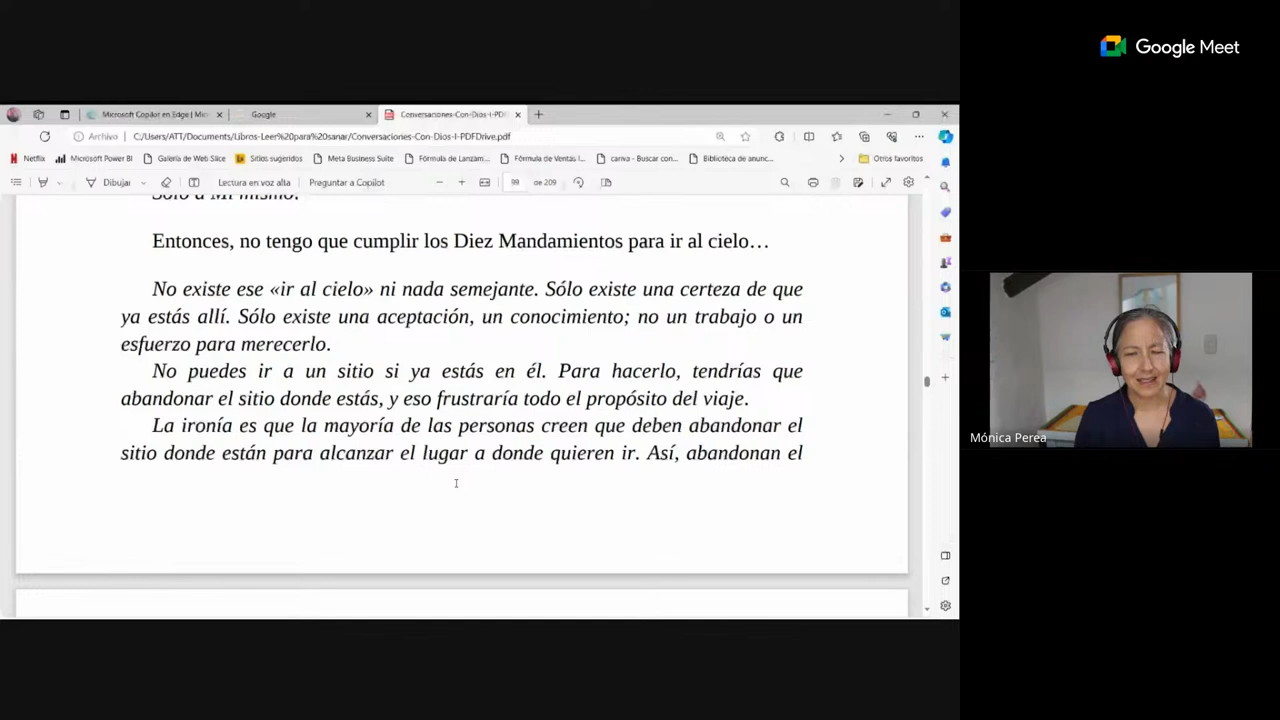 Google Meet
Microsoft Copilot en Edge | Mic
Google
Conversaciones-Con-Dios-I-PDFD
Archivo
C:/Users/ATT/Documents/Libros-Leer%20para%20sanar/Conversaciones-Con-Dios-I-PDFDrive.pdf
Netflix
Microsoft Power BI
Galería de Web Slice
Sitios sugeridos
Meta Business Suite
Fórmula de Lanzam...
Fórmula de Ventas I...
canva - Buscar con...
Biblioteca de anunc...
Otros favoritos
Dibujar
Lectura en voz alta
Preguntar a Copilot
99 de 209
Sólo a Mí mismo.
Entonces, no tengo que cumplir los Diez Mandamientos para ir al cielo…
No existe ese «ir al cielo» ni nada semejante. Sólo existe una certeza de que
ya estás allí. Sólo existe una aceptación, un conocimiento; no un trabajo o un
esfuerzo para merecerlo.
No puedes ir a un sitio si ya estás en él. Para hacerlo, tendrías que
abandonar el sitio donde estás, y eso frustraría todo el propósito del viaje.
La ironía es que la mayoría de las personas creen que deben abandonar el
sitio donde están para alcanzar el lugar a donde quieren ir. Así, abandonan el
Mónica Perea